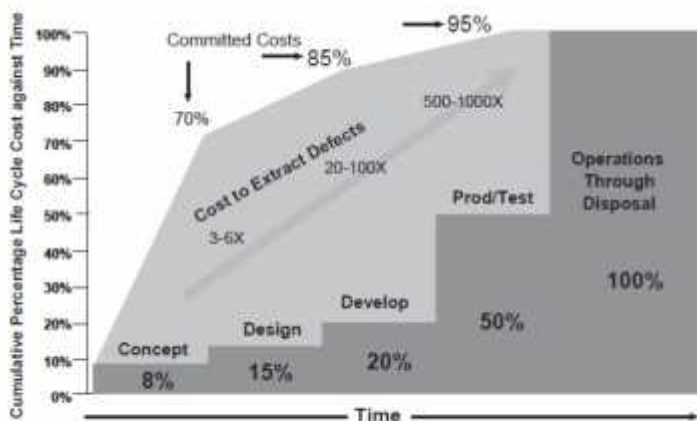 Cumulative Percentage Life Cycle Cost against Time
100%
90%
80%
70%
60%
50%
40%
30%
20%
10%
0%
Committed Costs
70%
85%
95%
Cost to Extract Defects
3-6X
20-100X
500-1000X
Concept
8%
Design
15%
Develop
20%
Prod/Test
50%
Operations
Through
Disposal
100%
Time